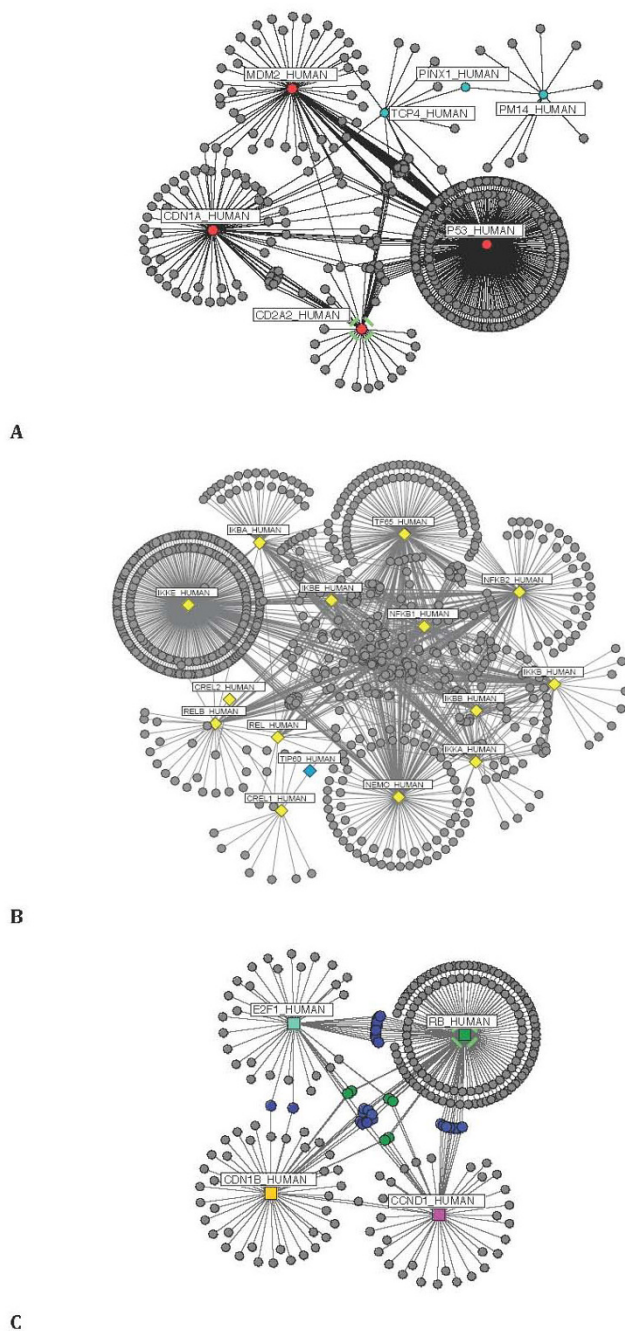 MDM2_HUMAN
PINX1_HUMAN
TCP4_HUMAN
PM14_HUMAN
CDN1A_HUMAN
P53_HUMAN
CD2A2_HUMAN
A
IKBA_HUMAN
TF65_HUMAN
NFKB2_HUMAN
IKKE_HUMAN
IKBE_HUMAN
NFKB1_HUMAN
IKKB_HUMAN
CREL2_HUMAN
IKBB_HUMAN
RELB_HUMAN
REL_HUMAN
IKKA_HUMAN
TIP60_HUMAN
NEMO_HUMAN
CREL1_HUMAN
B
E2F1_HUMAN
RB_HUMAN
CDN1B_HUMAN
CCND1_HUMAN
C